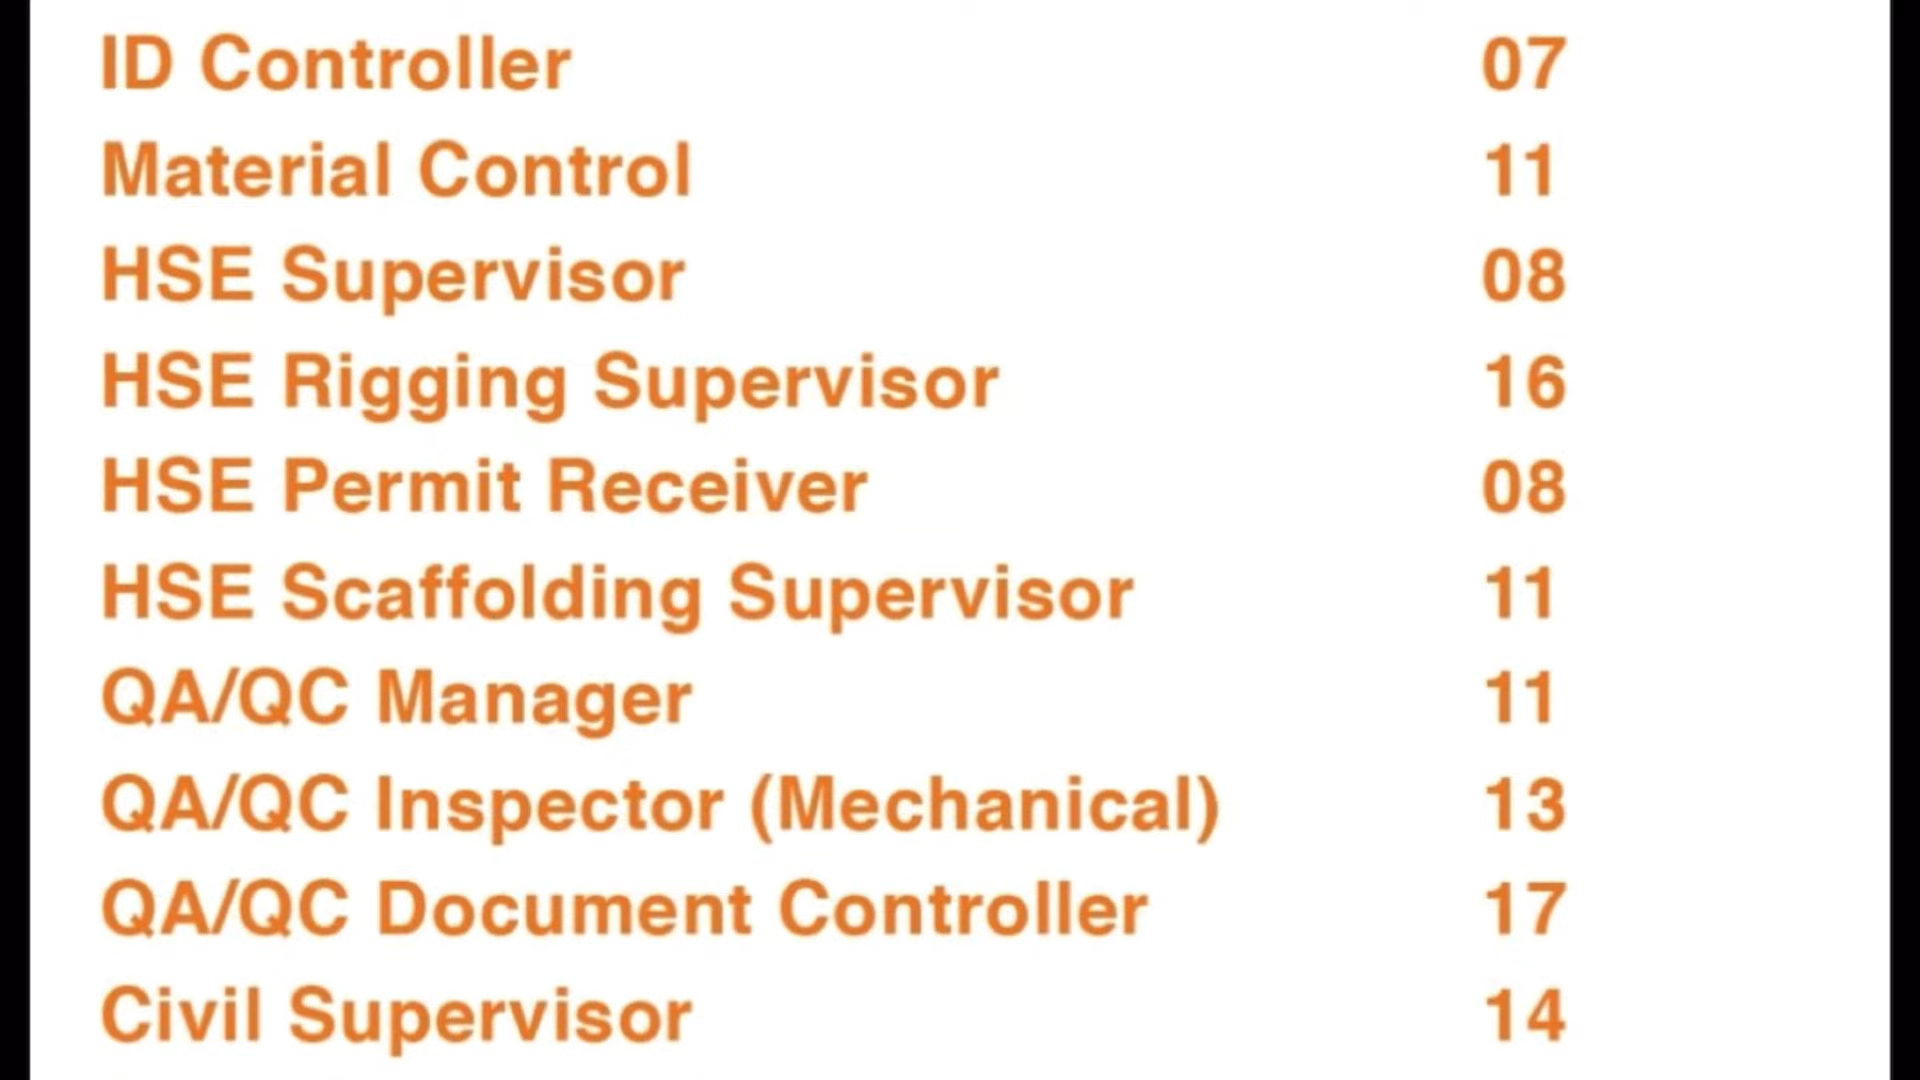 ID Controller 07
Material Control 11
HSE Supervisor 08
HSE Rigging Supervisor 16
HSE Permit Receiver 08
HSE Scaffolding Supervisor 11
QA/QC Manager 11
QA/QC Inspector (Mechanical) 13
QA/QC Document Controller 17
Civil Supervisor 14